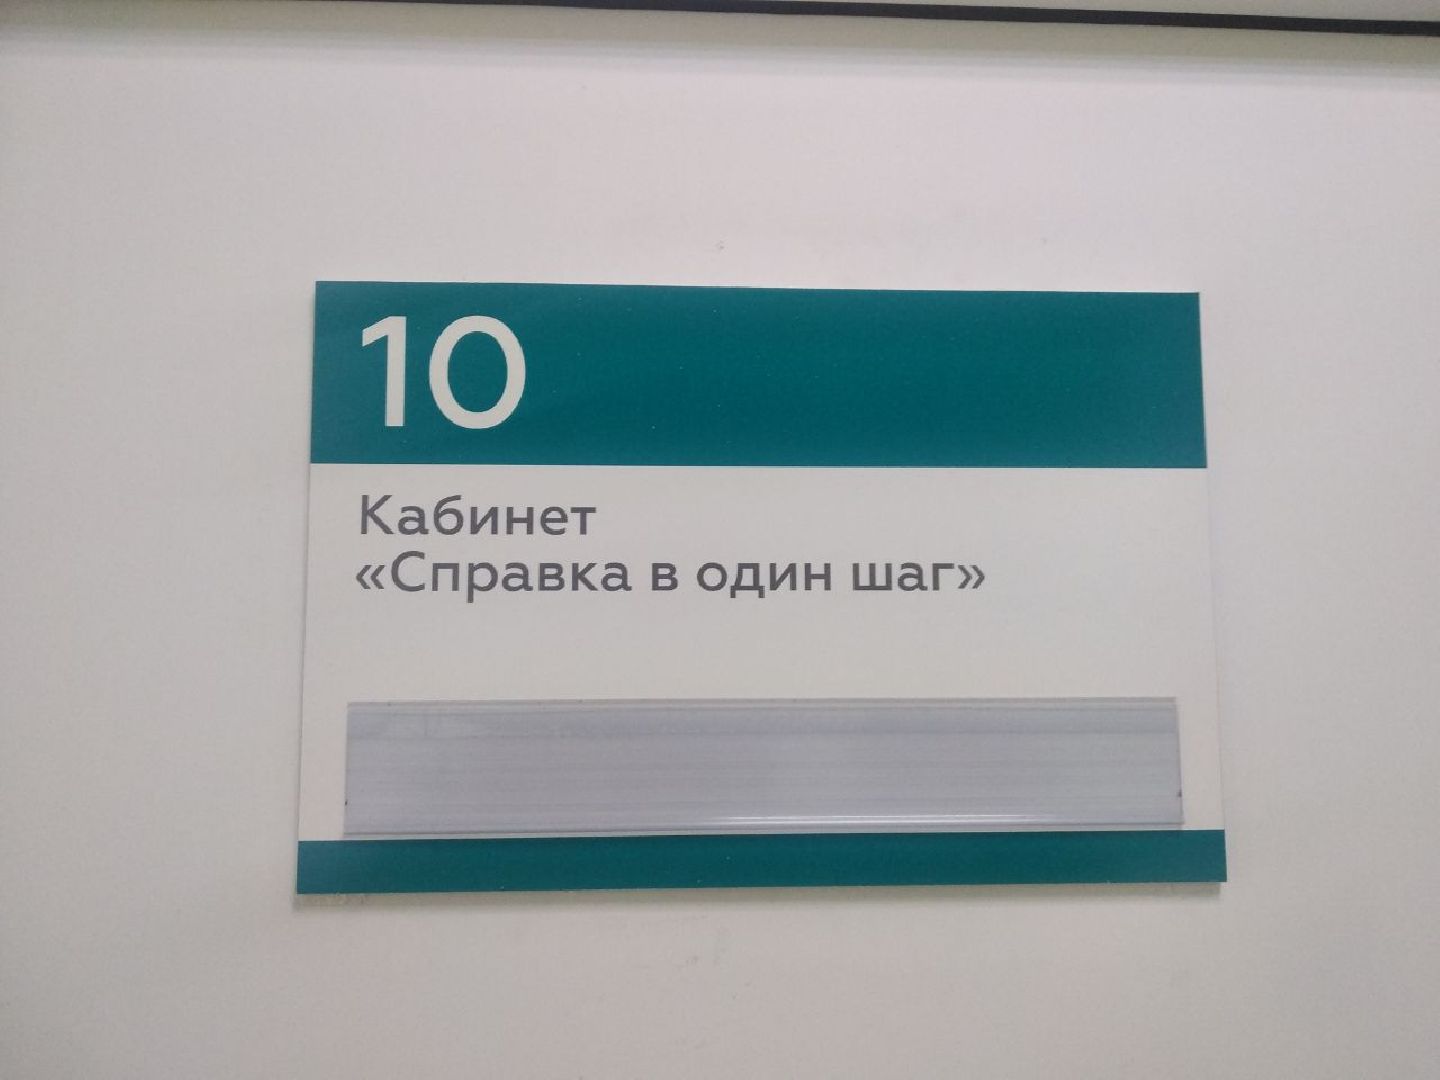 10
Кабинет
«Справка в один шаг»